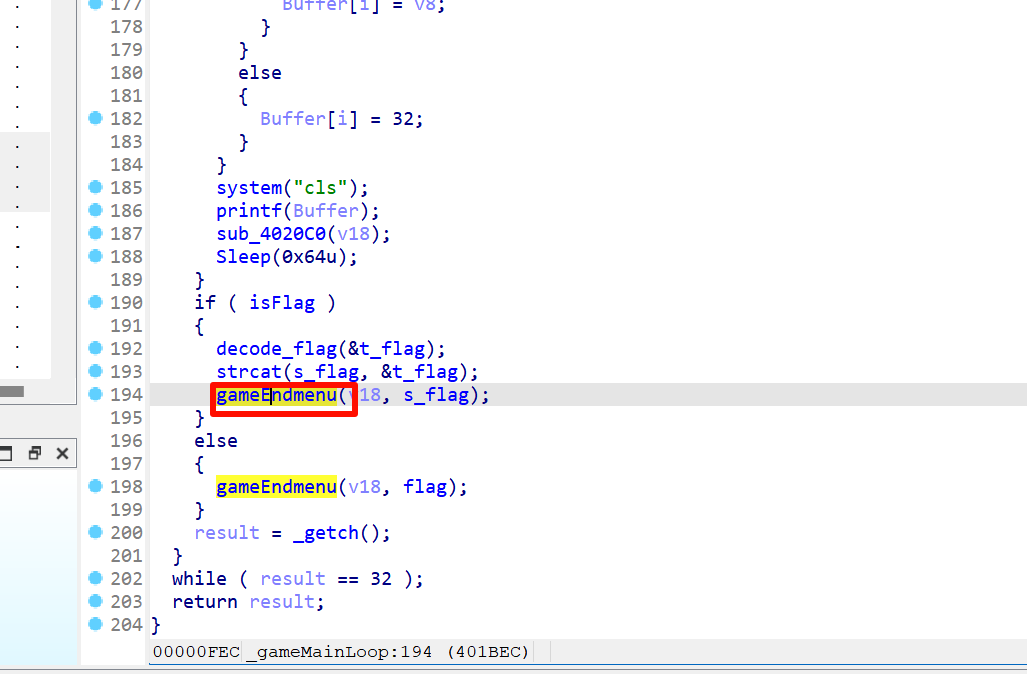 177 Buffer[i] = v8;
178 }
179 }
180 else
181 {
182 Buffer[i] = 32;
183 }
184 }
185 system("cls");
186 printf(Buffer);
187 sub_4020C0(v18);
188 Sleep(0x64u);
189 }
190 if ( isFlag )
191 {
192 decode_flag(&t_flag);
193 strcat(s_flag, &t_flag);
194 gameEndmenu(v18, s_flag);
195 }
196 else
197 {
198 gameEndmenu(v18, flag);
199 }
200 result = _getch();
201 }
202 while ( result == 32 );
203 return result;
204 }
00000FEC _gameMainLoop:194 (401BEC)